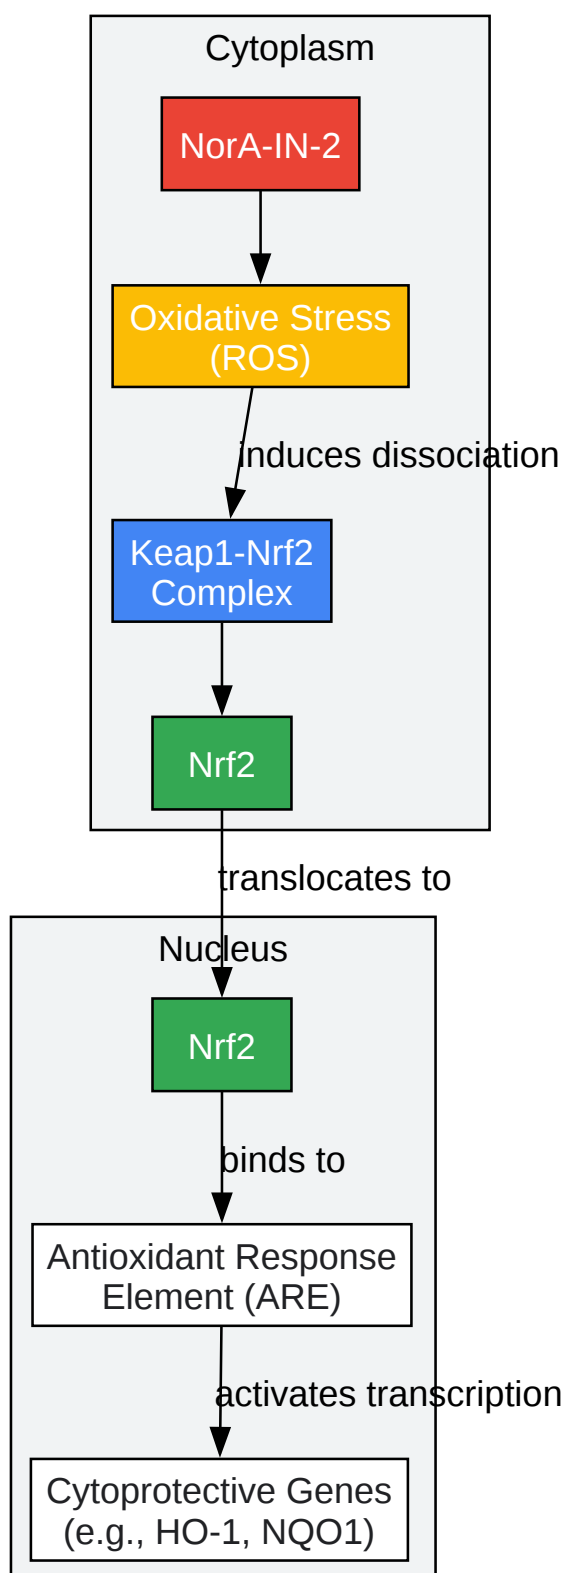 Cytoplasm
NorA-IN-2
Oxidative Stress
(ROS)
induces dissociation
Keap1-Nrf2
Complex
Nrf2
translocates to
Nucleus
Nrf2
binds to
Antioxidant Response
Element (ARE)
activates transcription
Cytoprotective Genes
(e.g., HO-1, NQO1)